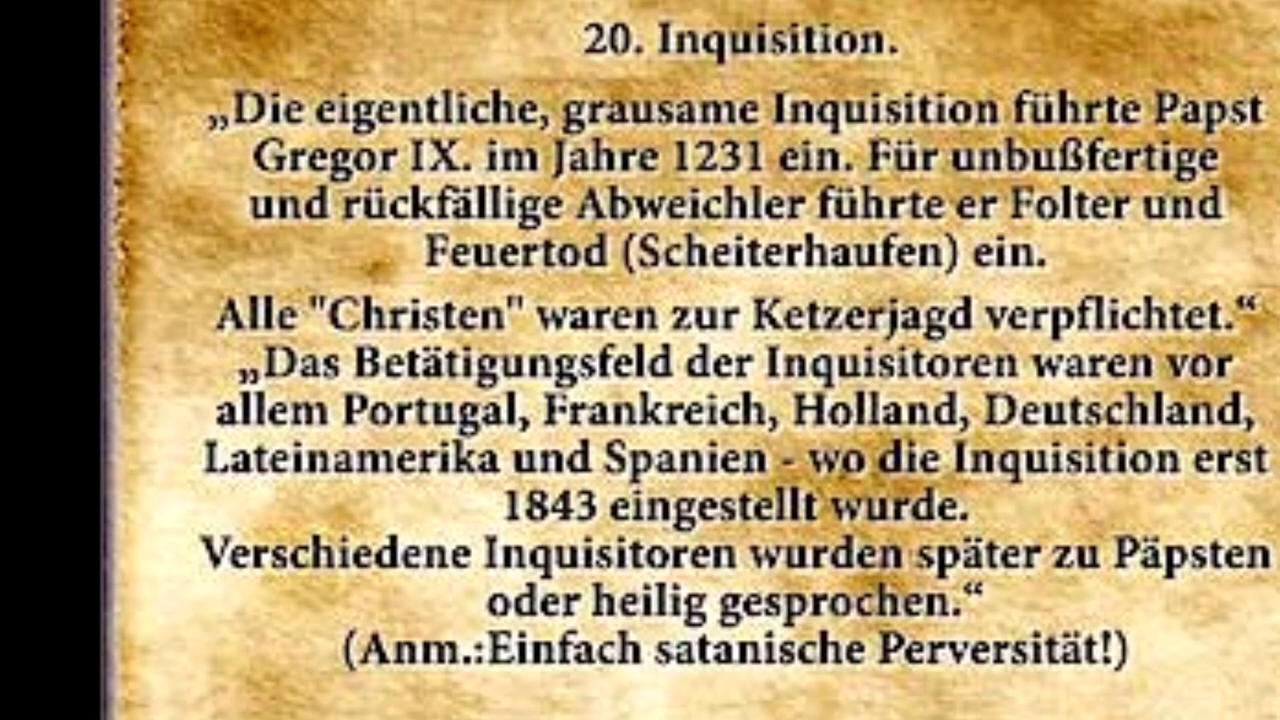 20. Inquisition.
„Die eigentliche, grausame Inquisition führte Papst
Gregor IX. im Jahre 1231 ein. Für unbußfertige
und rückfällige Abweichler führte er Folter und
Feuertod (Scheiterhaufen) ein.
Alle "Christen" waren zur Ketzerjagd verpflichtet.“
„Das Betätigungsfeld der Inquisitoren waren vor
allem Portugal, Frankreich, Holland, Deutschland,
Lateinamerika und Spanien - wo die Inquisition erst
1843 eingestellt wurde.
Verschiedene Inquisitoren wurden später zu Päpsten
oder heilig gesprochen.“
(Anm.:Einfach satanische Perversität!)